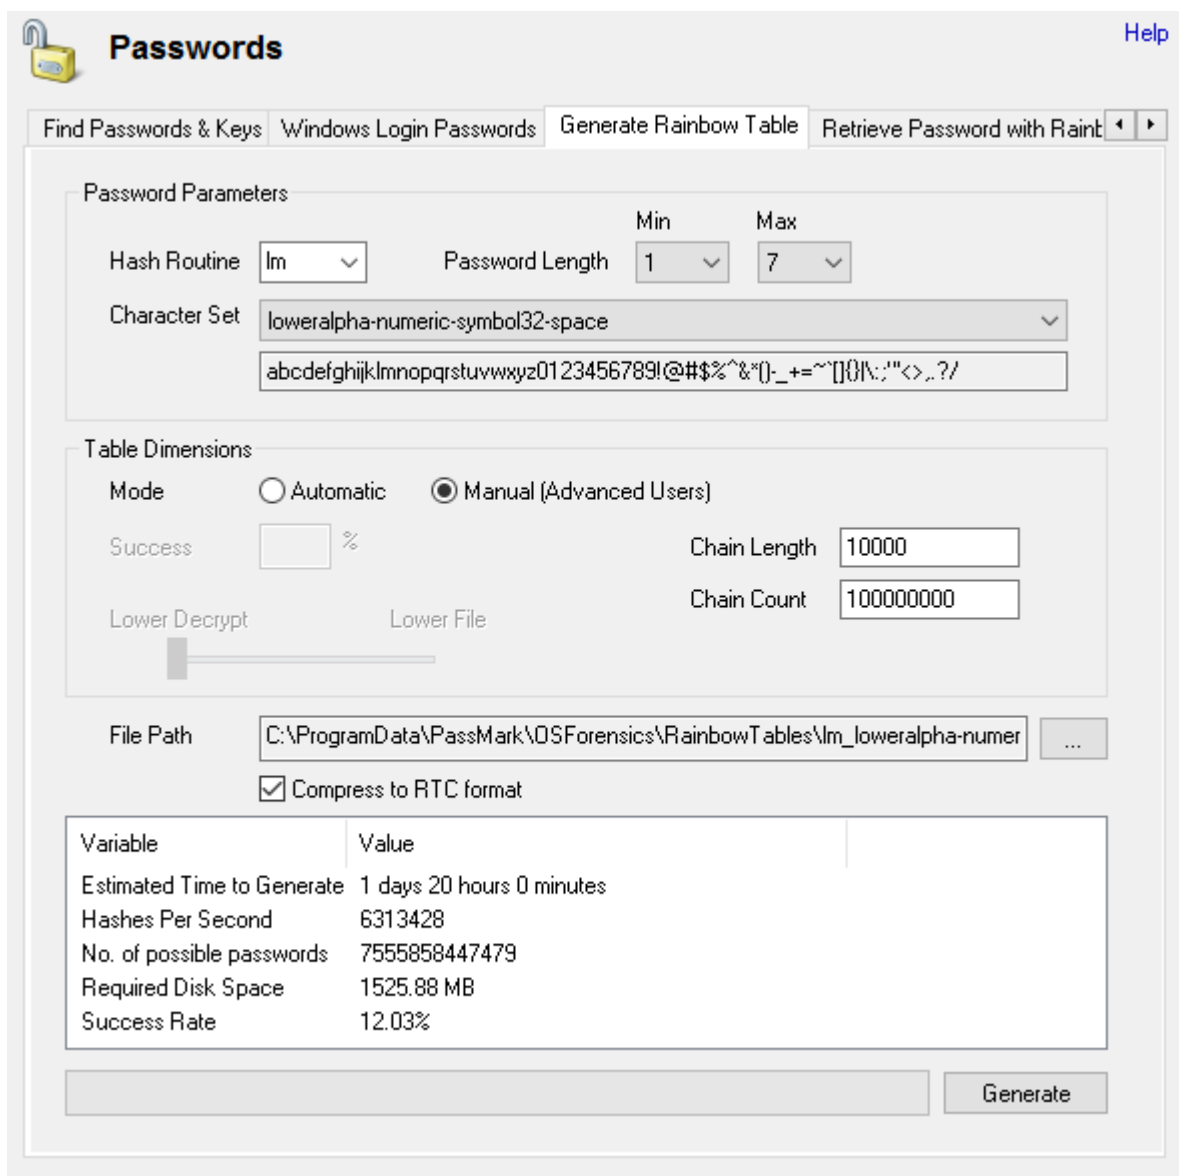 Passwords
Help
Find Passwords & Keys Windows Login Passwords Generate Rainbow Table Retrieve Password with Rain
Password Parameters
Min Max
Hash Routine lm Password Length 1 7
Character Set loweralpha-numeric-symbol32-space
abcdefghijklmnopqrstuvwxyz0123456789!@#$%^&*()-_+=~`[]{}|\:;'"<>,.?/
Table Dimensions
Mode Automatic Manual (Advanced Users)
Success % Chain Length 10000
Chain Count 100000000
Lower Decrypt Lower File
File Path C:\ProgramData\PassMark\OSForensics\RainbowTables\lm_loweralpha-numer ...
Compress to RTC format
Variable Value
Estimated Time to Generate 1 days 20 hours 0 minutes
Hashes Per Second 6313428
No. of possible passwords 7555858447479
Required Disk Space 1525.88 MB
Success Rate 12.03%
Generate